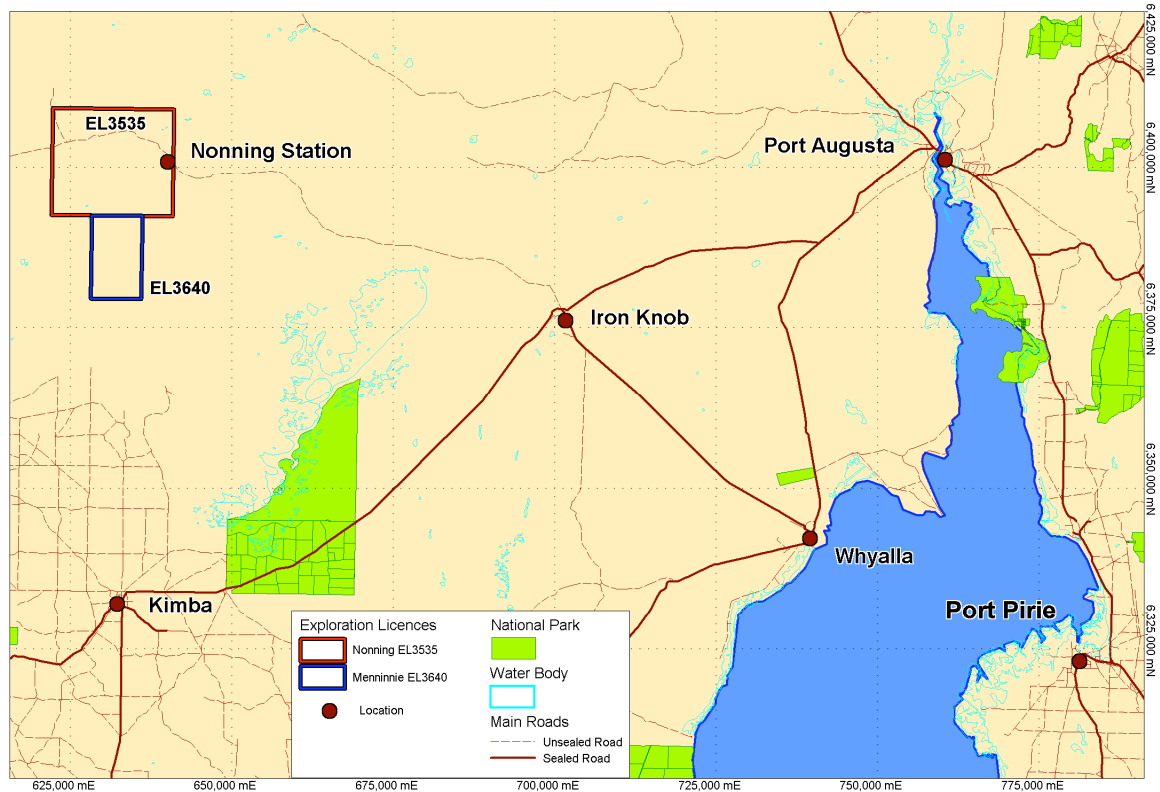 6,425,000 mN
EL3535
Nonning Station
Port Augusta
6,400,000 mN
EL3640
Iron Knob
6,375,000 mN
6,350,000 mN
Whyalla
Kimba
Port Pirie
6,325,000 mN
Exploration Licences
Nonning EL3535
Menninnie EL3640
Location
National Park
Water Body
Main Roads
Unsealed Road
Sealed Road
625,000 mE
650,000 mE
675,000 mE
700,000 mE
725,000 mE
750,000 mE
775,000 mE